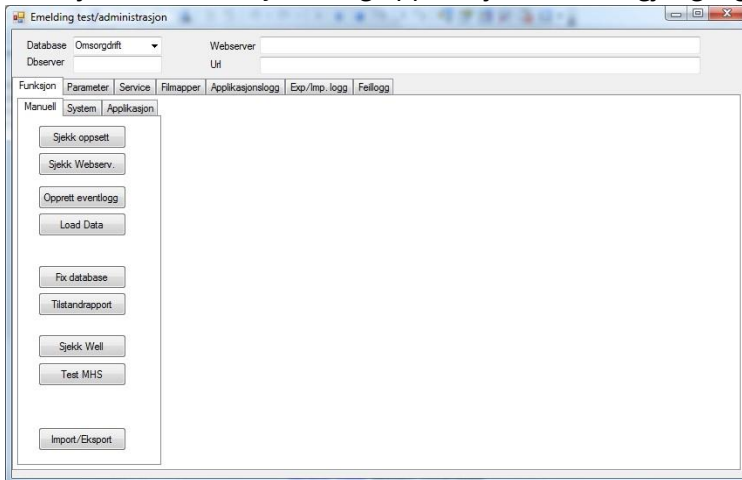 Emelding test/administrasjon
Database Omsorgdrift Webserver
Dbserver Url
Funksjon Parameter Service Filmapper Applikasjonslogg Exp/Imp. logg Feillogg
Manuell System Applikasjon
Sjekk oppsett
Sjekk Webserv.
Opprett eventlogg
Load Data
Fix database
Tilstandrapport
Sjekk Well
Test MHS
Import/Eksport